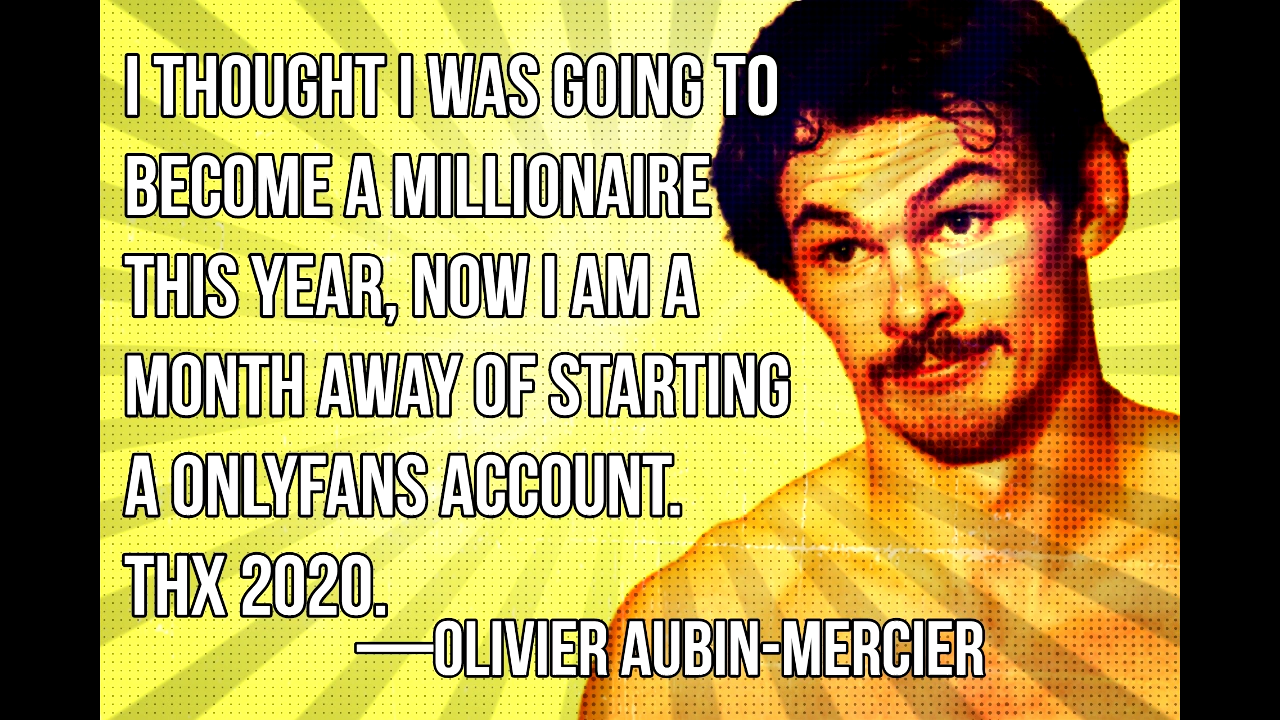 I THOUGHT I WAS GOING TO
BECOME A MILLIONAIRE
THIS YEAR, NOW I AM A
MONTH AWAY OF STARTING
A ONLYFANS ACCOUNT.
THX 2020.
—OLIVIER AUBIN-MERCIER